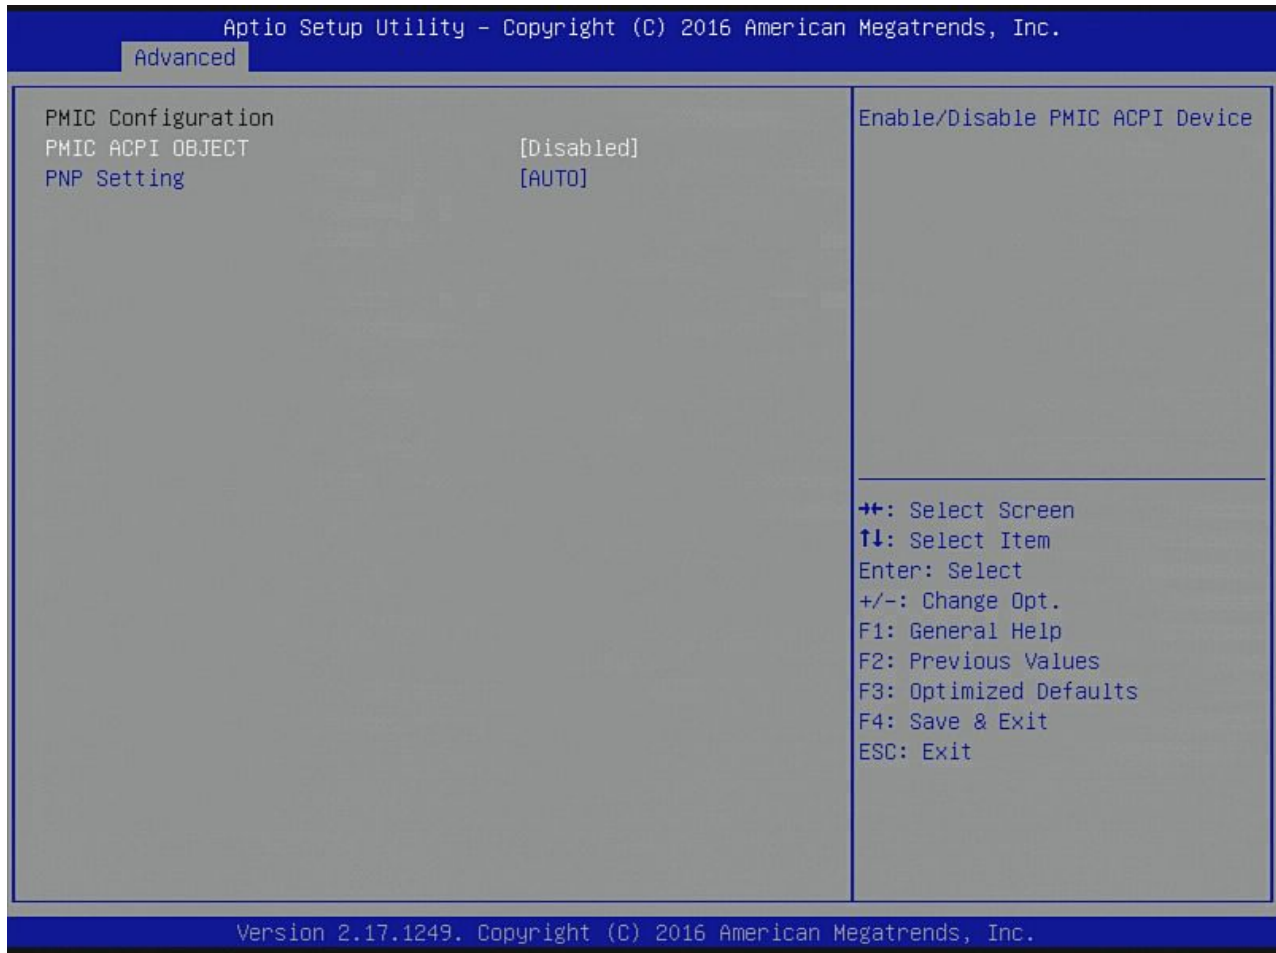 Aptio Setup Utility – Copyright (C) 2016 American Megatrends, Inc.
Advanced
PMIC Configuration
PMIC ACPI OBJECT [Disabled]
PNP Setting [AUTO]
Enable/Disable PMIC ACPI Device
→←: Select Screen
↑↓: Select Item
Enter: Select
+/-: Change Opt.
F1: General Help
F2: Previous Values
F3: Optimized Defaults
F4: Save & Exit
ESC: Exit
Version 2.17.1249. Copyright (C) 2016 American Megatrends, Inc.